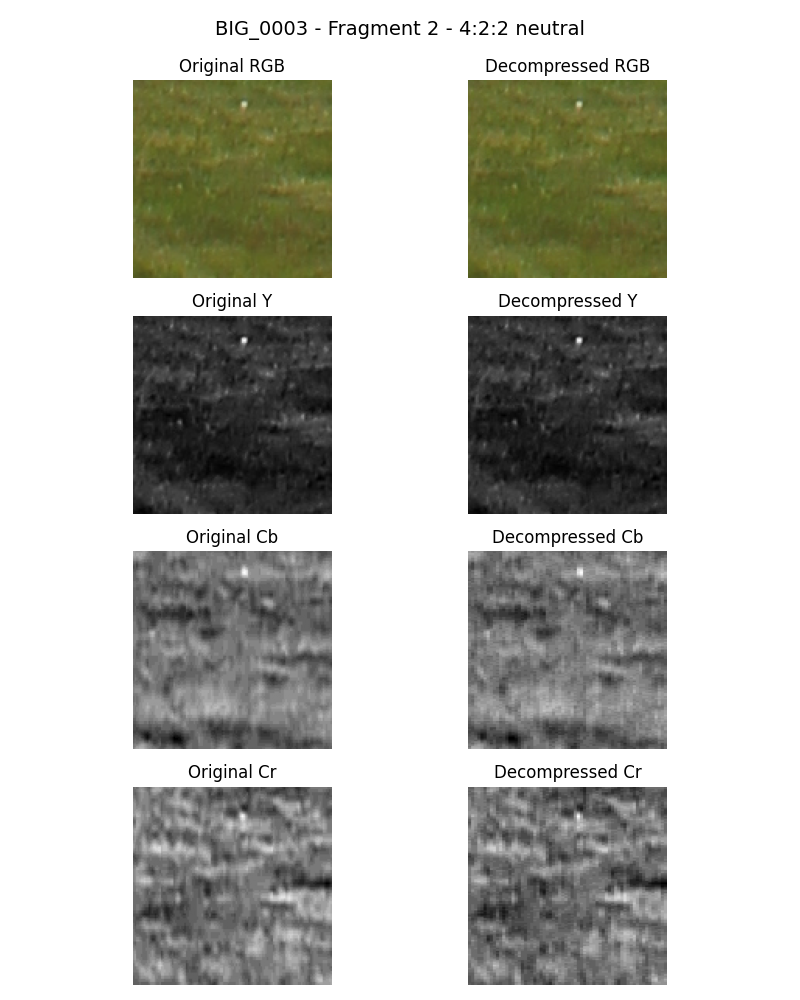 BIG_0003 - Fragment 2 - 4:2:2 neutral
Original RGB
Decompressed RGB
Original Y
Decompressed Y
Original Cb
Decompressed Cb
Original Cr
Decompressed Cr